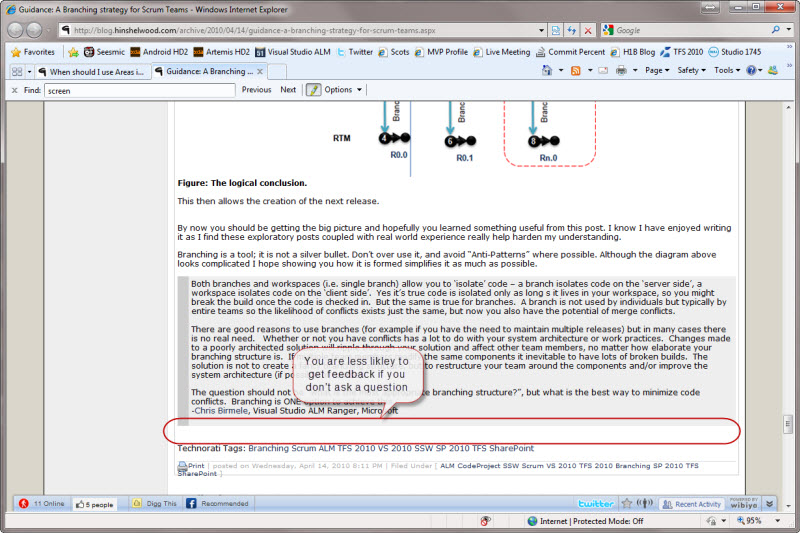 Guidance: A Branching strategy for Scrum Teams - Windows Internet Explorer
http://blog.hinshelwood.com/archive/2010/04/14/guidance-a-branching-strategy-for-scrum-teams.aspx
Google
Favorites Seesmic Android HD2 Artemis HD2 Visual Studio ALM Twitter Scots MVP Profile Live Meeting Commit Percent H1B Blog TFS 2010 Studio 1745
When should I use Areas i... Guidance: A Branching ... x
Page Safety Tools
x Find: screen Previous Next Options
Branc Branc Branc
RTM 4 6 8
R0.0 R0.1 Rn.0
Figure: The logical conclusion.
This then allows the creation of the next release.
By now you should be getting the big picture and hopefully you learned something useful from this post. I know I have enjoyed writing
it as I find these exploratory posts coupled with real world experience really help harden my understanding.
Branching is a tool; it is not a silver bullet. Don’t over use it, and avoid “Anti-Patterns” where possible. Although the diagram above
looks complicated I hope showing you how it is formed simplifies it as much as possible.
Both branches and workspaces (i.e. single branch) allow you to ‘isolate’ code – a branch isolates code on the ‘server side’, a
workspace isolates code on the ‘client side’. Yes it’s true code is isolated only as long s it lives in your workspace, so you might
break the build once the code is checked in. But the same is true for branches. A branch is not used by individuals but typically by
entire teams so the likelihood of conflicts exists just the same, but now you also have the potential of merge conflicts.
There are good reasons to use branches (for example if you have the need to maintain multiple releases) but in many cases there
is no real need. Whether or not you have conflicts has a lot to do with your system architecture or work practices. Changes made
to a poorly architected solution will ripple through your solution and affect other team members, no matter how elaborate your
branching structure is. If the same components it inevitable to have lots of broken builds. The
solution is not to create a but to restructure your team around the components and/or improve the
system architecture (if pos
You are less likley to
get feedback if you
don’t ask a question
The question should not branching structure?”, but what is the best way to minimize code
conflicts. Branching is ONE
-Chris Birmele, Visual Studio ALM Ranger, Microsoft
Technorati Tags: Branching Scrum ALM TFS 2010 VS 2010 SSW SP 2010 TFS SharePoint
Print | posted on Wednesday, April 14, 2010 8:11 PM | Filed Under [ ALM CodeProject SSW Scrum VS 2010 TFS 2010 Branching SP 2010 TFS
SharePoint ]
11 Online 5 people Digg This Recommended twitter Recent Activity POWERED BY wibiya
Internet | Protected Mode: Off 95%